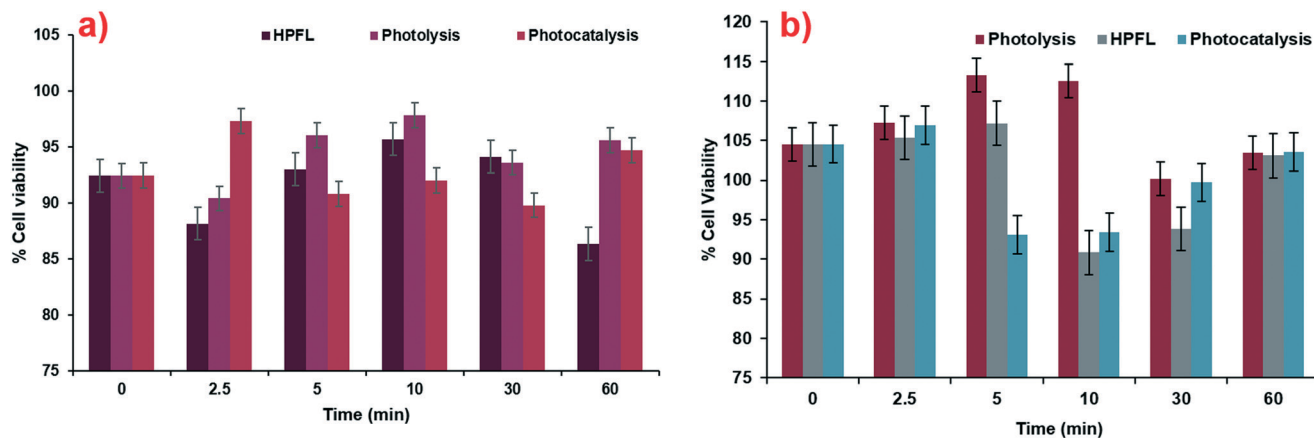 a)
HPFL Photolysis Photocatalysis
105
100
95
90
85
80
75
% Cell viability
0 2.5 5 10 30 60
Time (min)
b)
Photolysis HPFL Photocatalysis
120
115
110
105
100
95
90
85
80
75
% Cell Viability
0 2.5 5 10 30 60
Time (min)